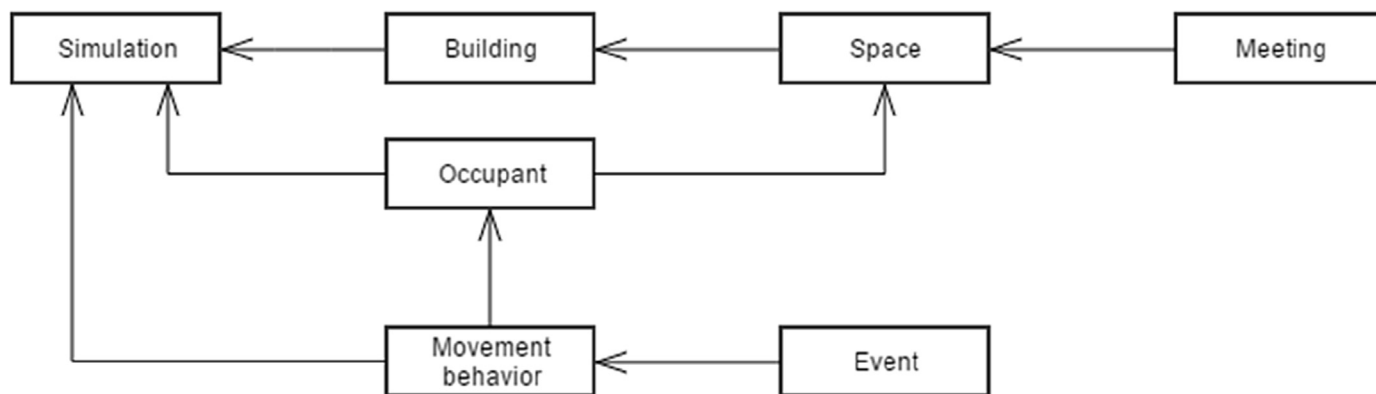 Simulation
Building
Space
Meeting
Occupant
Movement
behavior
Event